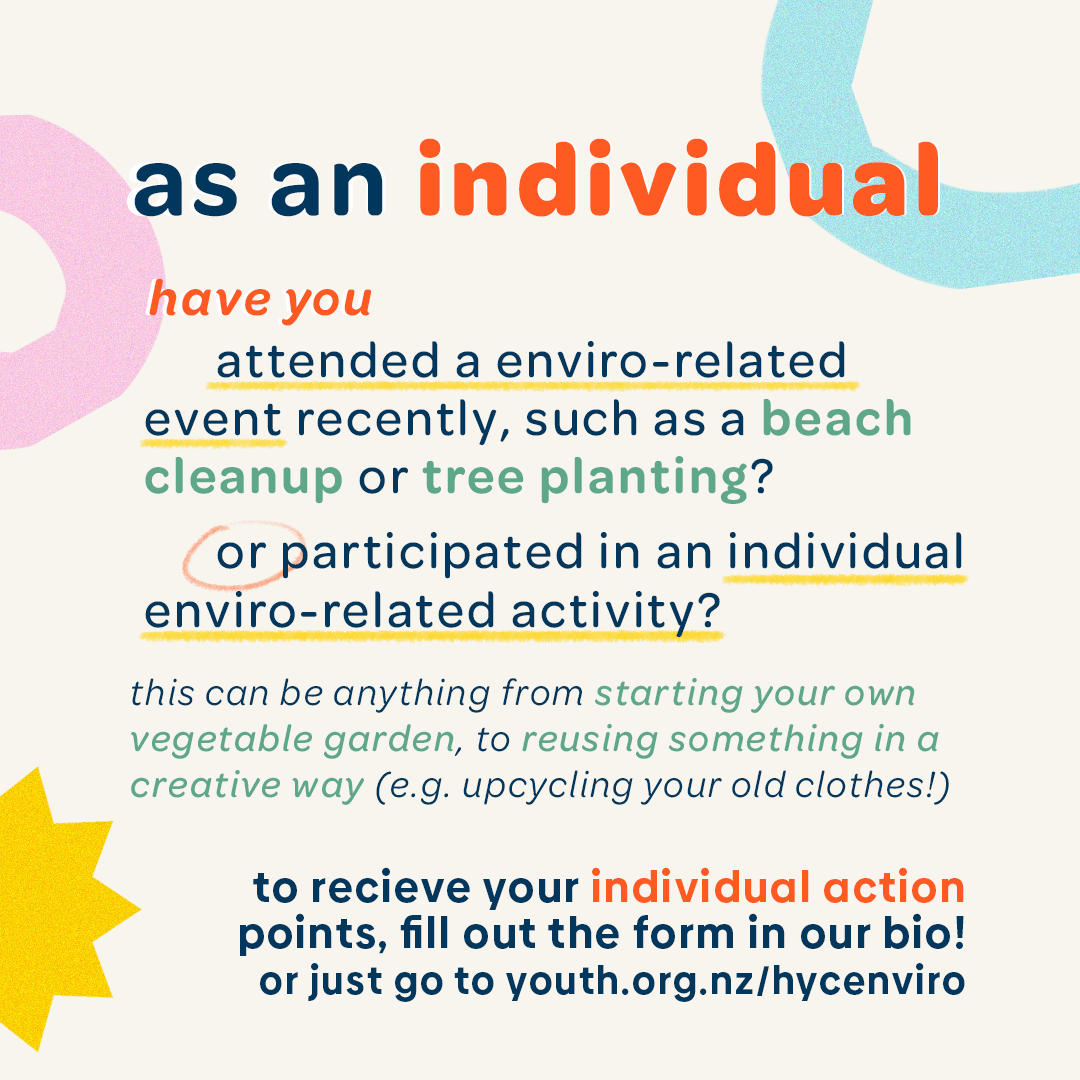 as an individual
have you
attended a enviro-related
event recently, such as a beach
cleanup or tree planting?
or participated in an individual
enviro-related activity?
this can be anything from starting your own
vegetable garden, to reusing something in a
creative way (e.g. upcycling your old clothes!)
to recieve your individual action
points, fill out the form in our bio!
or just go to youth.org.nz/hycenviro